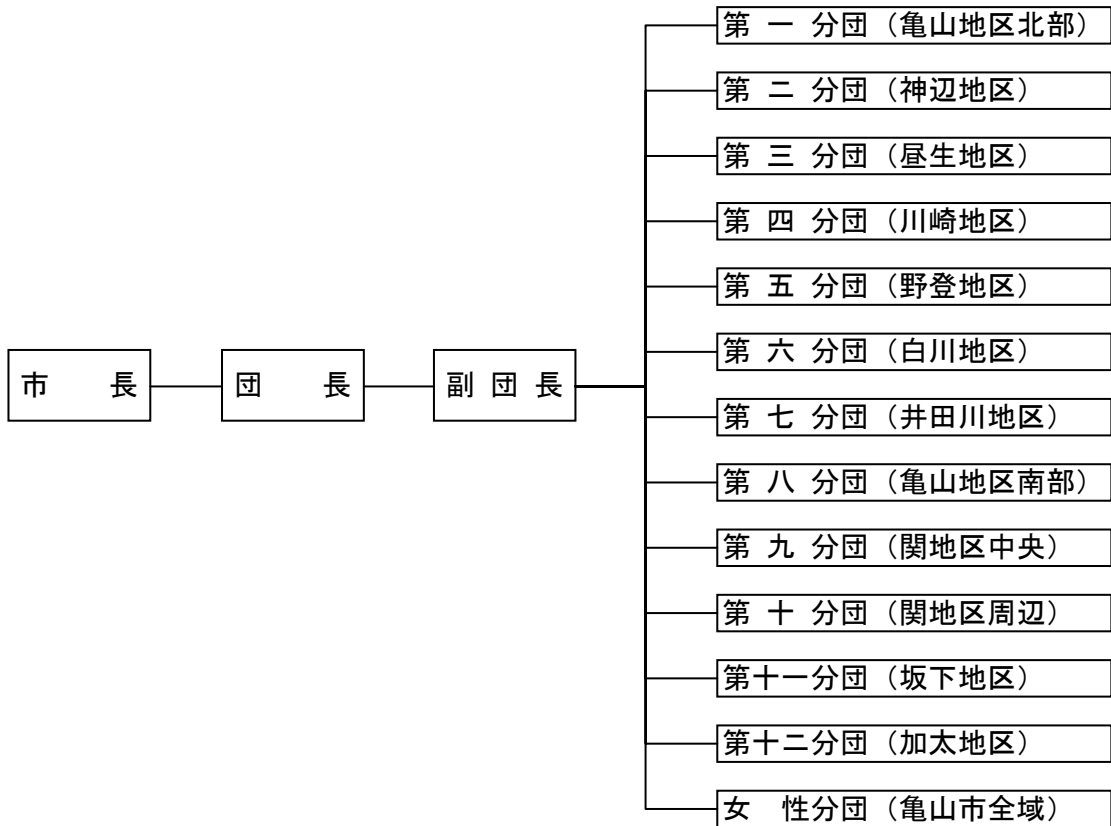 第 一 分団（亀山地区北部）
第 二 分団（神辺地区）
第 三 分団（昼生地区）
第 四 分団（川崎地区）
第 五 分団（野登地区）
市　　長
団　　長
副 団 長
第 六 分団（白川地区）
第 七 分団（井田川地区）
第 八 分団（亀山地区南部）
第 九 分団（関地区中央）
第 十 分団（関地区周辺）
第十一分団（坂下地区）
第十二分団（加太地区）
女　性分団（亀山市全域）